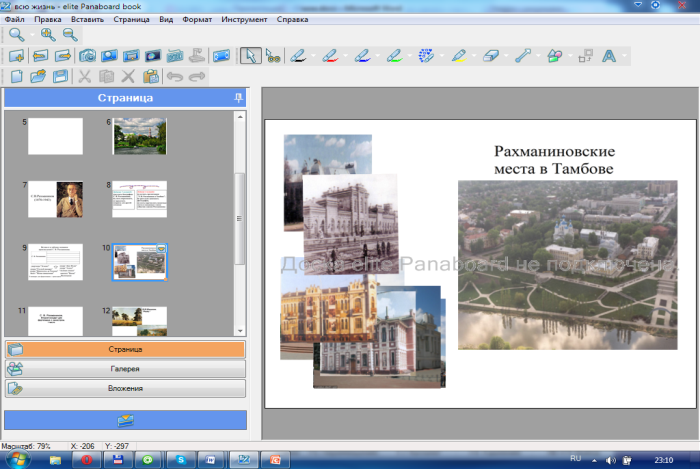 всю жизнь - elite Panaboard book
Файл Правка Вставить Страница Вид Формат Инструмент Справка
Страница
5
6
7
8
9
10
11
12
Рахманиновские
места в Тамбове
Доска elite Panaboard не подключена
Страница
Галерея
Вложения
Масштаб: 79% X: -206 Y: -297
RU 23:10